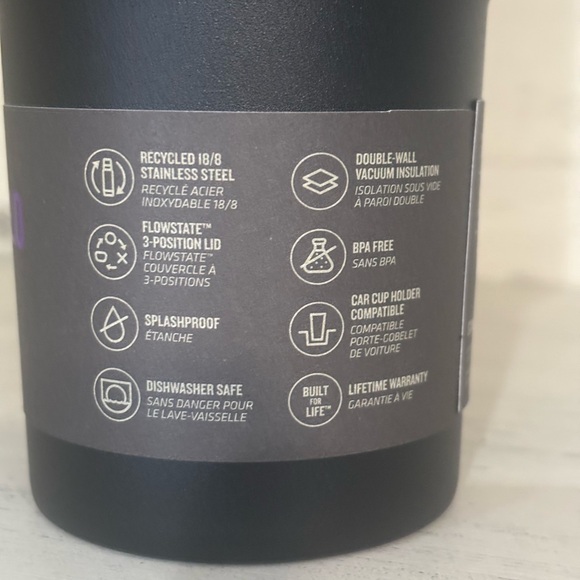 RECYCLED 18/8
STAINLESS STEEL
RECYCLÉ ACIER
INOXYDABLE 18/8
FLOWSTATE™
3-POSITION LID
FLOWSTATE™
COUVERCLE À
3-POSITIONS
SPLASHPROOF
ÉTANCHE
DISHWASHER SAFE
SANS DANGER POUR
LE LAVE-VAISSELLE
DOUBLE-WALL
VACUUM INSULATION
ISOLATION SOUS VIDE
À PAROI DOUBLE
BPA FREE
SANS BPA
CAR CUP HOLDER
COMPATIBLE
COMPATIBLE
PORTE-GOBELET
DE VOITURE
BUILT
FOR
LIFE™
LIFETIME WARRANTY
GARANTIE À VIE